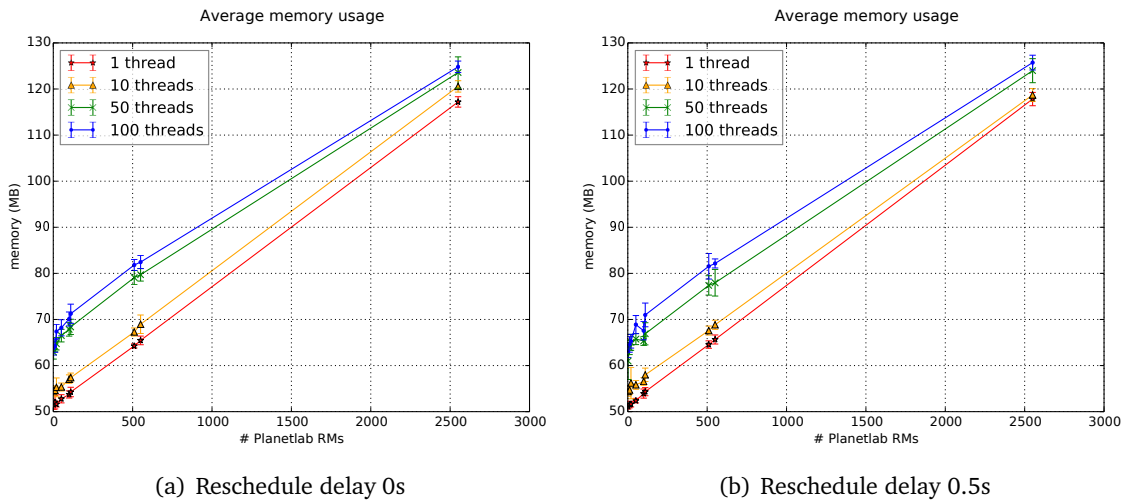 Average memory usage
130
120
110
100
90
80
70
60
50
memory (MB)
1 thread
10 threads
50 threads
100 threads
0 500 1000 1500 2000 2500 3000
# Planetlab RMs
(a) Reschedule delay 0s
Average memory usage
130
120
110
100
90
80
70
60
50
memory (MB)
1 thread
10 threads
50 threads
100 threads
0 500 1000 1500 2000 2500 3000
# Planetlab RMs
(b) Reschedule delay 0.5s